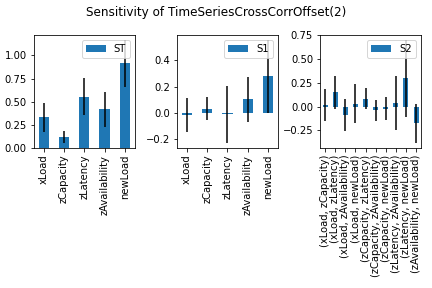 Sensitivity of TimeSeriesCrossCorrOffset(2)
ST
1.00
0.75
0.50
0.25
0.00
xLoad
zCapacity
zLatency
zAvailability
newLoad
S1
0.4
0.2
0.0
−0.2
xLoad
zCapacity
zLatency
zAvailability
newLoad
S2
0.75
0.50
0.25
0.00
−0.25
(xLoad, zCapacity)
(xLoad, zLatency)
(xLoad, zAvailability)
(xLoad, newLoad)
(zCapacity, zLatency)
(zCapacity, zAvailability)
(zCapacity, newLoad)
(zLatency, zAvailability)
(zLatency, newLoad)
(zAvailability, newLoad)